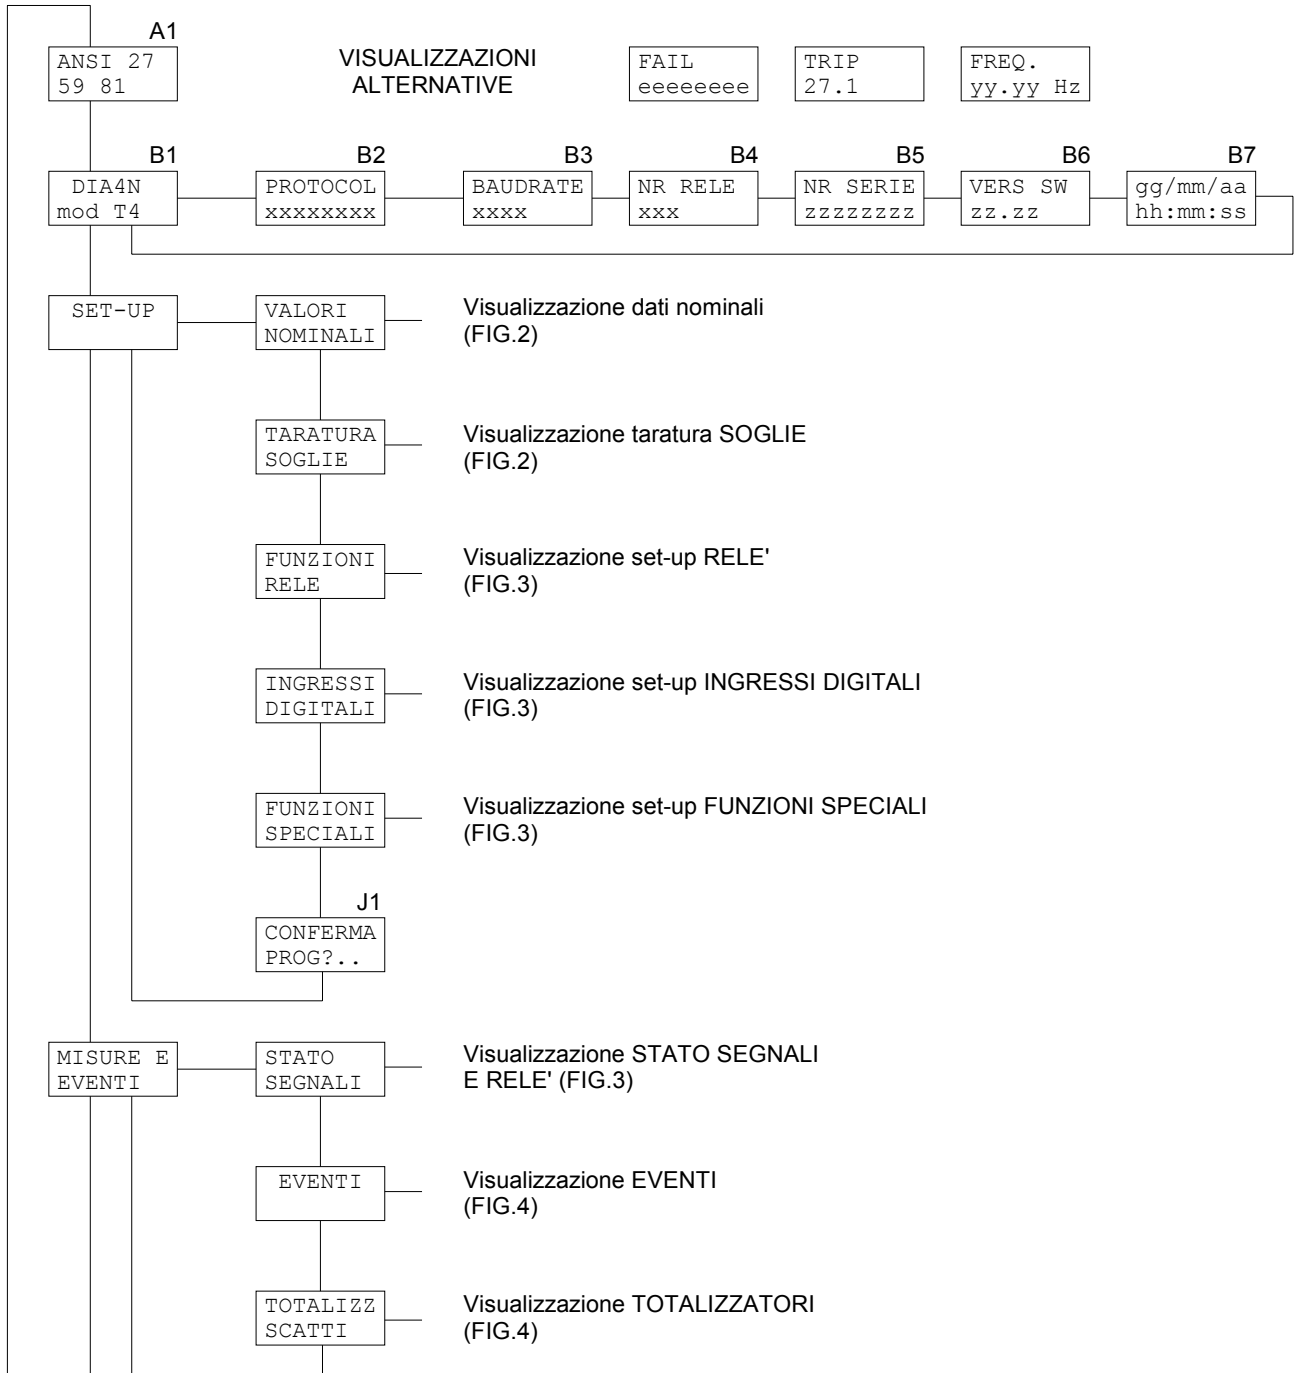 A1
ANSI 27
59 81
VISUALIZZAZIONI
ALTERNATIVE
FAIL
eeeeeeee
TRIP
27.1
FREQ.
yy.yy Hz
B1
DIA4N
mod T4
B2
PROTOCOL
xxxxxxxx
B3
BAUDRATE
xxxx
B4
NR RELE
xxx
B5
NR SERIE
zzzzzzzz
B6
VERS SW
zz.zz
B7
gg/mm/aa
hh:mm:ss
SET-UP
VALORI
NOMINALI
Visualizzazione dati nominali
(FIG.2)
TARATURA
SOGLIE
Visualizzazione taratura SOGLIE
(FIG.2)
FUNZIONI
RELE
Visualizzazione set-up RELE'
(FIG.3)
INGRESSI
DIGITALI
Visualizzazione set-up INGRESSI DIGITALI
(FIG.3)
FUNZIONI
SPECIALI
Visualizzazione set-up FUNZIONI SPECIALI
(FIG.3)
J1
CONFERMA
PROG?..
MISURE E
EVENTI
STATO
SEGNALI
Visualizzazione STATO SEGNALI
E RELE' (FIG.3)
EVENTI
Visualizzazione EVENTI
(FIG.4)
TOTALIZZ
SCATTI
Visualizzazione TOTALIZZATORI
(FIG.4)